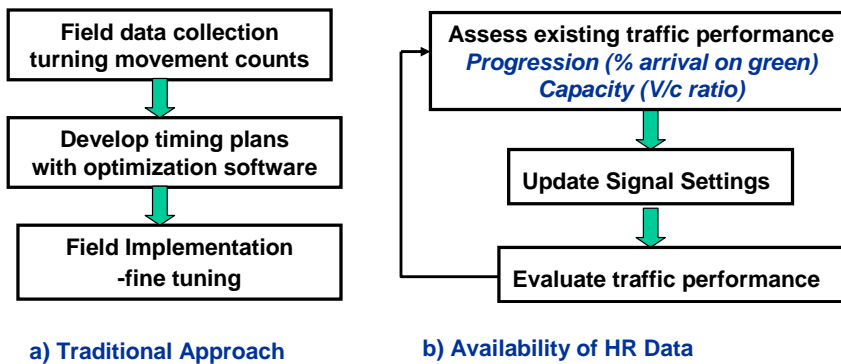 Field data collection
turning movement counts
Develop timing plans
with optimization software
Field Implementation
-fine tuning
a) Traditional Approach
Assess existing traffic performance
Progression (% arrival on green)
Capacity (V/c ratio)
Update Signal Settings
Evaluate traffic performance
b) Availability of HR Data